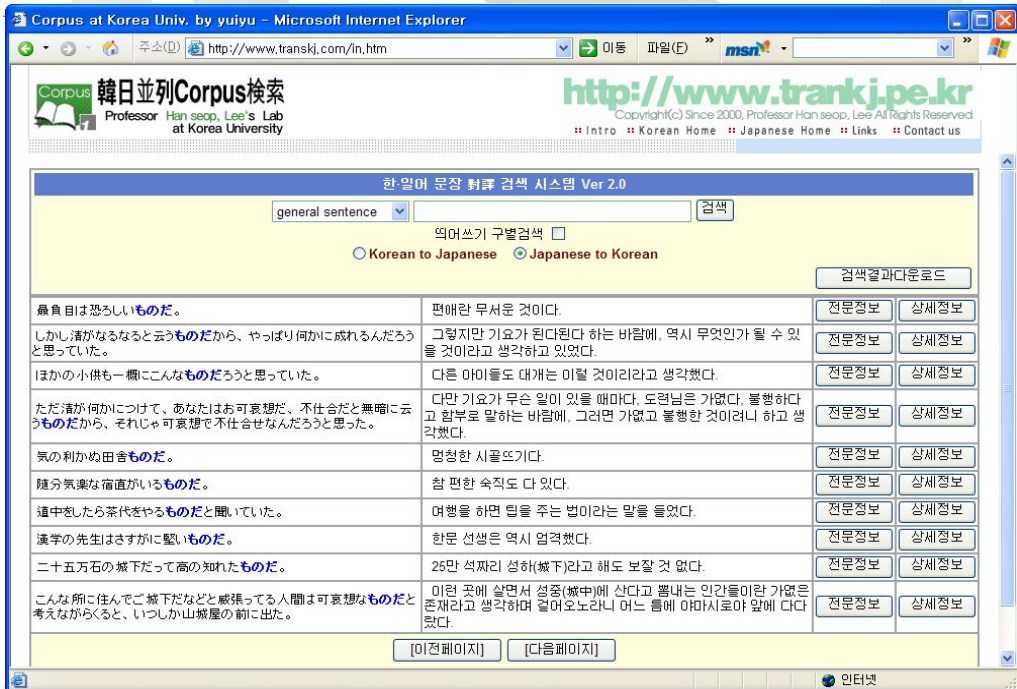 Corpus at Korea Univ. by yuiyu - Microsoft Internet Explorer
주소(D) http://www.transkj.com/in.htm 이동 파일(F) » msn »
Corpus 韓日並列Corpus検索
Professor Han seop, Lee's Lab
at Korea University
http://www.trankj.pe.kr
Copyright(c) Since 2000, Professor Han seop, Lee All Rights Reserved
Intro Korean Home Japanese Home Links Contact us
한·일어 문장 對譯 검색 시스템 Ver 2.0
general sentence 검색
띄어쓰기 구별검색
Korean to Japanese Japanese to Korean
검색결과다운로드
最負目は恐ろしいものだ。 편애란 무서운 것이다. 전문정보 상세정보
しかし清がなるなると云うものだから、やっぱり何かに成れるんだろう
と思っていた。
그렇지만 기요가 된다된다 하는 바람에, 역시 무엇인가 될 수 있
을 것이라고 생각하고 있었다.
전문정보 상세정보
ほかの小供も一概にこんなものだろうと思っていた。 다른 아이들도 대개는 이럴 것이리라고 생각했다. 전문정보 상세정보
ただ清が何かにつけて、あなたはお可哀想だ、不仕合だと無暗に云
うものだから、それじゃ可哀想で不仕合せなんだろうと思った。
다만 기요가 무슨 일이 있을 때마다, 도련님은 가엾다, 불행하다
고 함부로 말하는 바람에, 그러면 가엾고 불행한 것이려니 하고 생
각했다.
전문정보 상세정보
気の利かぬ田舎ものだ。 멍청한 시골뜨기다. 전문정보 상세정보
随分気楽な宿直がいるものだ。 참 편한 숙직도 다 있다. 전문정보 상세정보
道中をしたら茶代をやるものだと聞いていた。 여행을 하면 팁을 주는 법이라는 말을 들었다. 전문정보 상세정보
漢学の先生はさすがに堅いものだ。 한문 선생은 역시 엄격했다. 전문정보 상세정보
二十五万石の城下だって高の知れたものだ。 25만 석짜리 성하(城下)라고 해도 보잘 것 없다. 전문정보 상세정보
こんな所に住んでご城下だなどと威張ってる人間は可哀想なものだと
考えながらくると、いつしか山城屋の前に出た。
이런 곳에 살면서 성중(城中)에 산다고 뽐내는 인간들이란 가엾은
존재라고 생각하며 걸어오노라니 어느 틈에 야마시로야 앞에 다다
랐다.
전문정보 상세정보
[이전페이지] [다음페이지]
인터넷